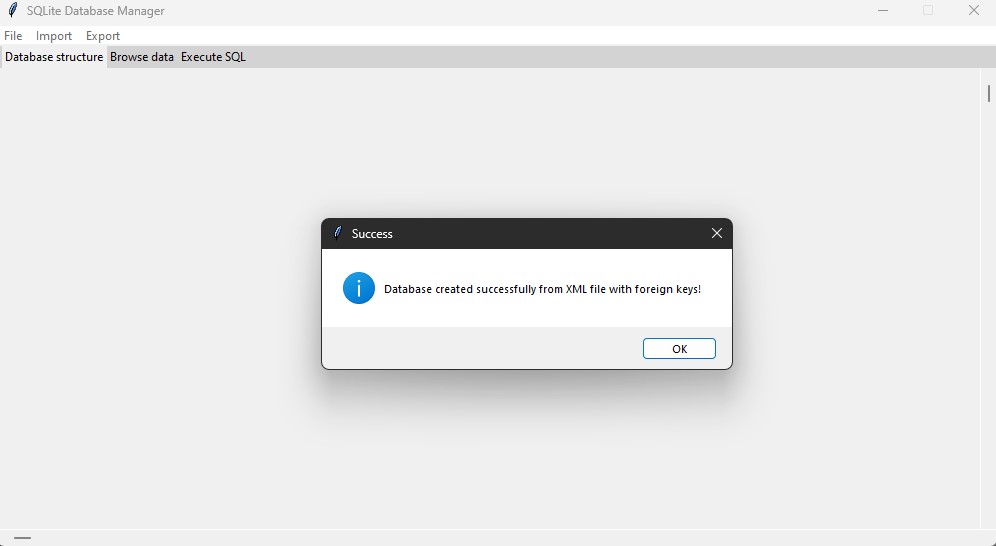 SQLite Database Manager
File Import Export
Database structure Browse data Execute SQL
Success
Database created successfully from XML file with foreign keys!
OK